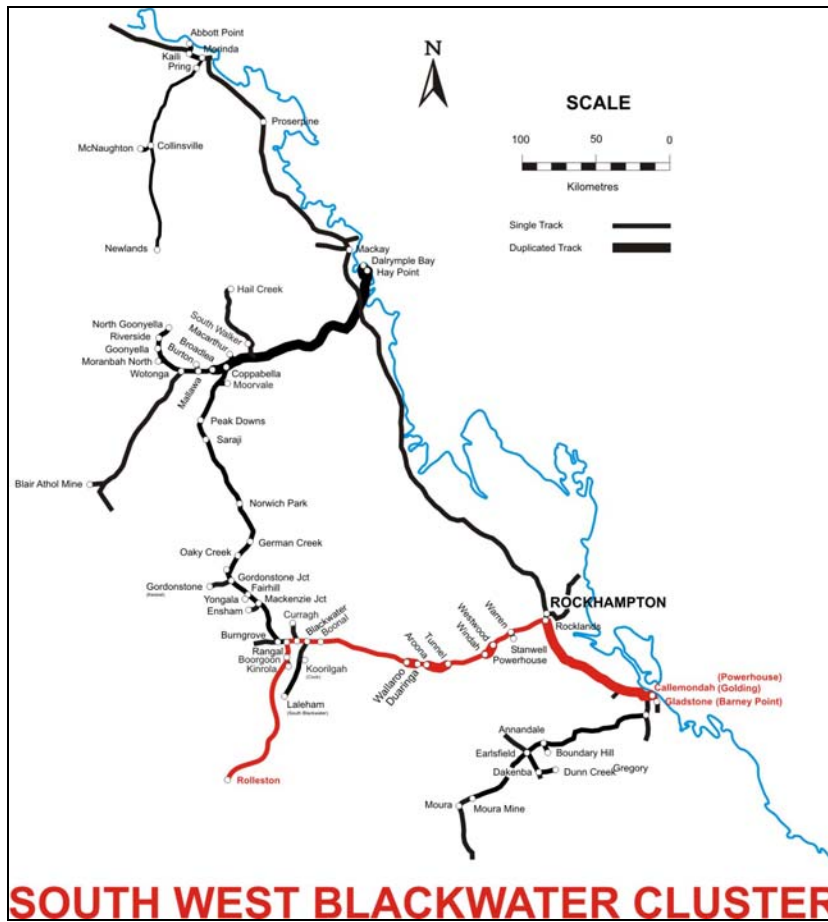 Abbott Point
Kaili
Morinda
Pring
N
SCALE
100 50 0
Kilometres
Single Track
Duplicated Track
Proserpine
McNaughton
Collinsville
Newlands
Mackay
Dalrymple Bay
Hay Point
Hail Creek
South Walker
Macarthur
North Goonyella
Riverside
Goonyella
Moranbah North
Wotonga
Broadlea
Burton
Mallawa
Coppabella
Moorvale
Peak Downs
Saraji
Blair Athol Mine
Norwich Park
German Creek
Oaky Creek
Gordonstone Jct
Gordonstone
Fairhill
Yongala
Mackenzie Jct
Ensham
Curragh
Blackwater
Boonal
Burngrove
Rangal
Boorgoon
Kinrola
Koorilgah
Laleham
(South Blackwater)
Rolleston
Wallaroo
Duaringa
Aroona
Tunnel
Windah
Westwood
Warren
Stanwell
Powerhouse
ROCKHAMPTON
Rocklands
(Powerhouse)
Callemondah (Golding)
Gladstone (Barney Point)
Annandale
Earlsfield
Boundary Hill
Dakenba
Dunn Creek
Gregory
Moura
Moura Mine
SOUTH WEST BLACKWATER CLUSTER